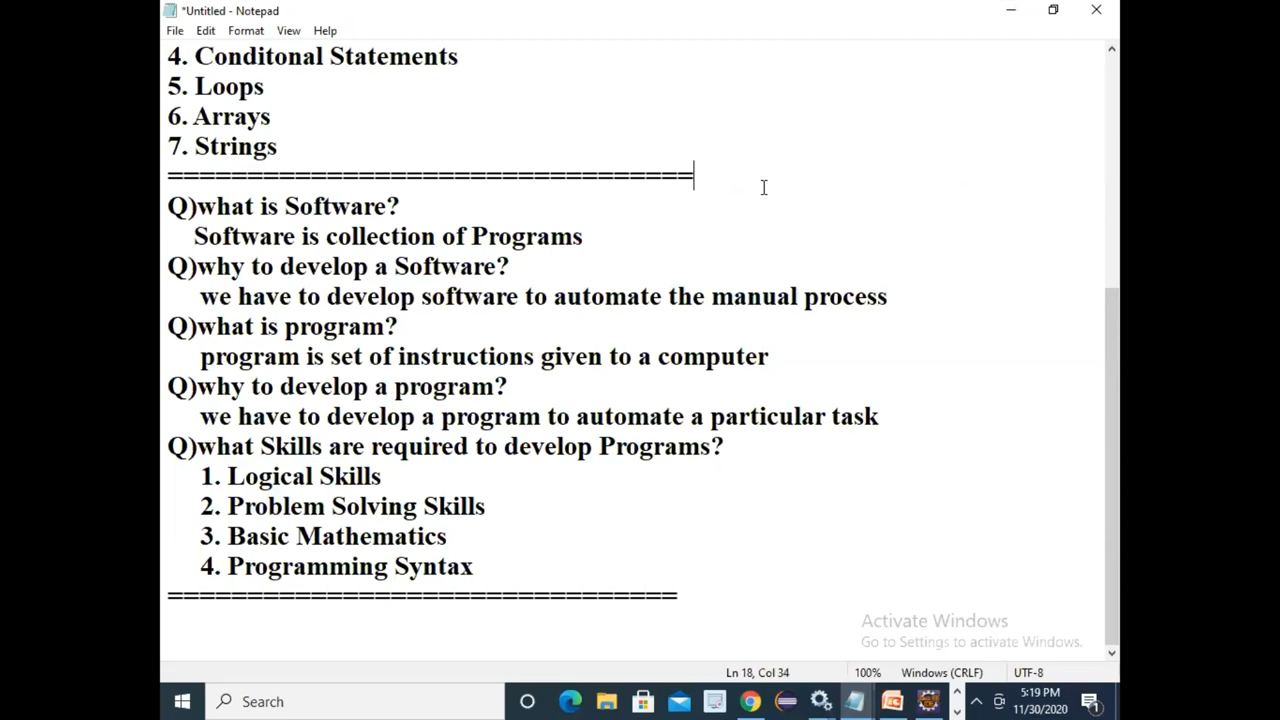 *Untitled - Notepad
File Edit Format View Help
4. Conditonal Statements
5. Loops
6. Arrays
7. Strings
=================================
Q)what is Software?
Software is collection of Programs
Q)why to develop a Software?
we have to develop software to automate the manual process
Q)what is program?
program is set of instructions given to a computer
Q)why to develop a program?
we have to develop a program to automate a particular task
Q)what Skills are required to develop Programs?
1. Logical Skills
2. Problem Solving Skills
3. Basic Mathematics
4. Programming Syntax
================================
Activate Windows
Go to Settings to activate Windows.
Ln 18, Col 34 100% Windows (CRLF) UTF-8
Search
5:19 PM
11/30/2020
1